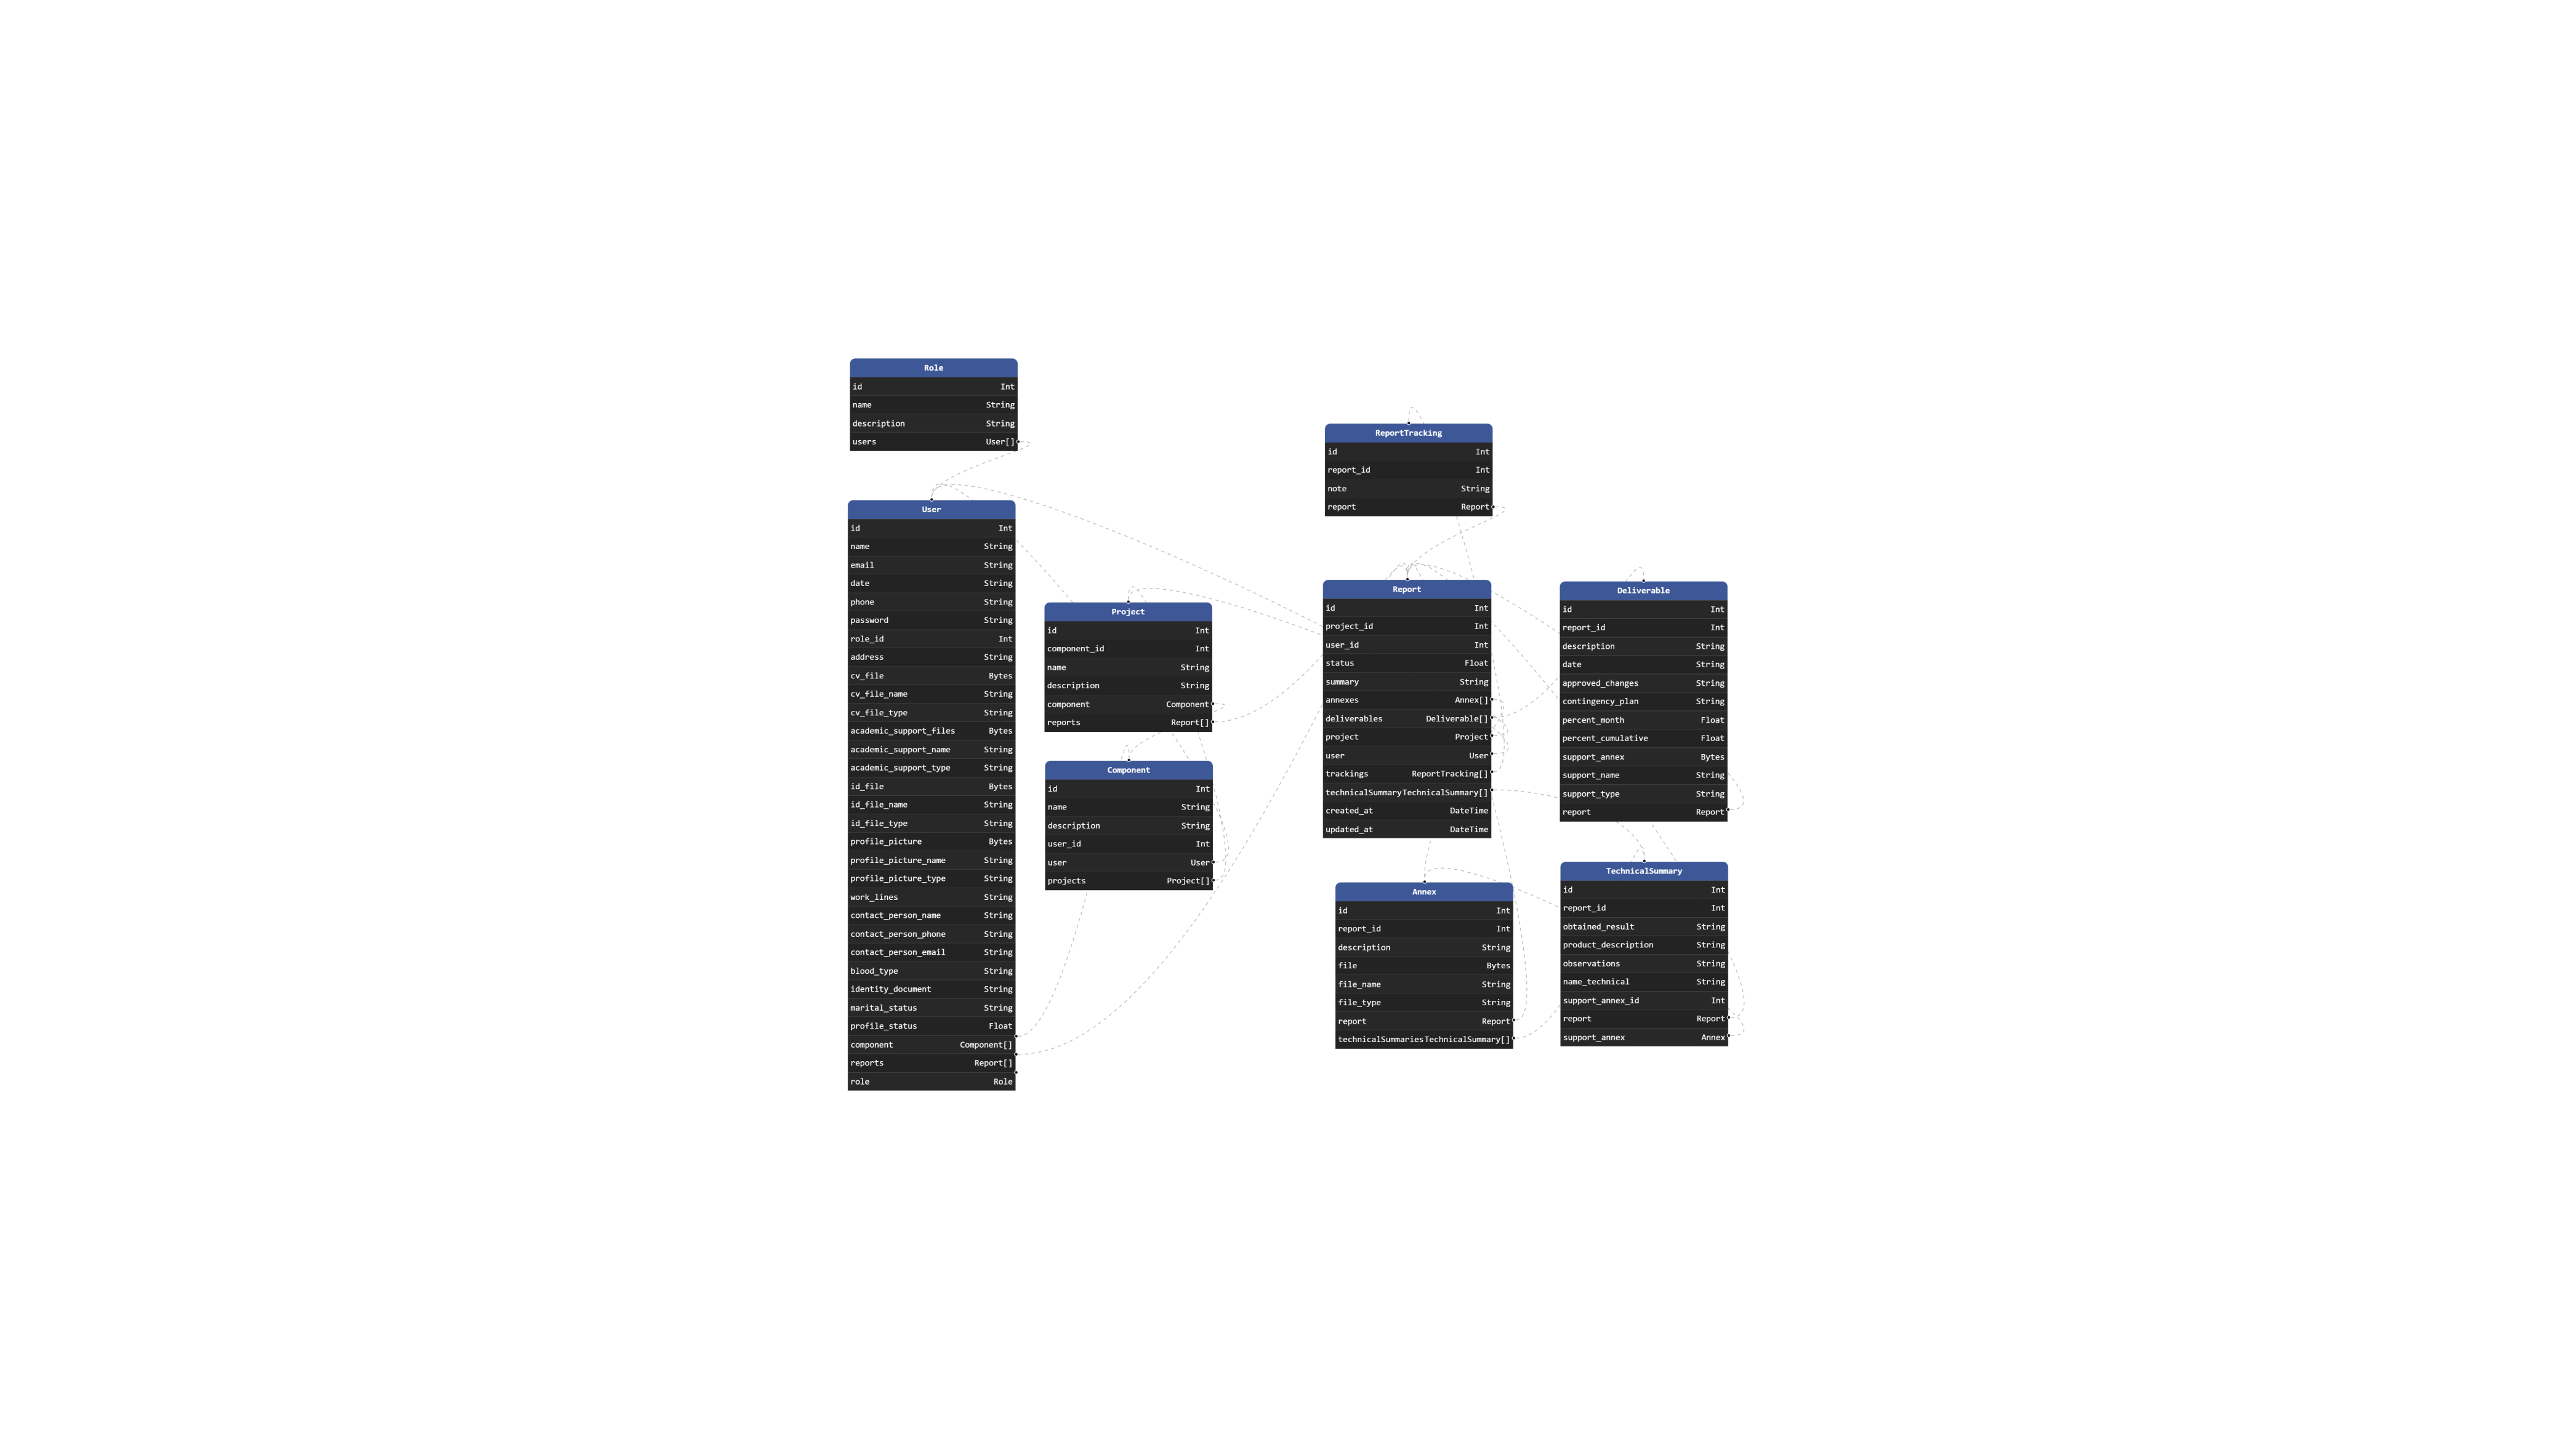 Role
id Int
name String
description String
users User[]
User
id Int
name String
email String
date String
phone String
password String
role_id Int
address String
cv_file Bytes
cv_file_name String
cv_file_type String
academic_support_files Bytes
academic_support_name String
academic_support_type String
id_file Bytes
id_file_name String
id_file_type String
profile_picture Bytes
profile_picture_name String
profile_picture_type String
work_lines String
contact_person_name String
contact_person_phone String
contact_person_email String
blood_type String
identity_document String
marital_status String
profile_status Float
component Component[]
reports Report[]
role Role
Project
id Int
component_id Int
name String
description String
component Component
reports Report[]
Component
id Int
name String
description String
user_id Int
user User
projects Project[]
ReportTracking
id Int
report_id Int
note String
report Report
Report
id Int
project_id Int
user_id Int
status Float
summary String
annexes Annex[]
deliverables Deliverable[]
project Project
user User
trackings ReportTracking[]
technicalSummaryTechnicalSummary[]
created_at DateTime
updated_at DateTime
Annex
id Int
report_id Int
description String
file Bytes
file_name String
file_type String
report Report
technicalSummariesTechnicalSummary[]
Deliverable
id Int
report_id Int
description String
date String
approved_changes String
contingency_plan String
percent_month Float
percent_cumulative Float
support_annex Bytes
support_name String
support_type String
report Report
TechnicalSummary
id Int
report_id Int
obtained_result String
product_description String
observations String
name_technical String
support_annex_id Int
report Report
support_annex Annex